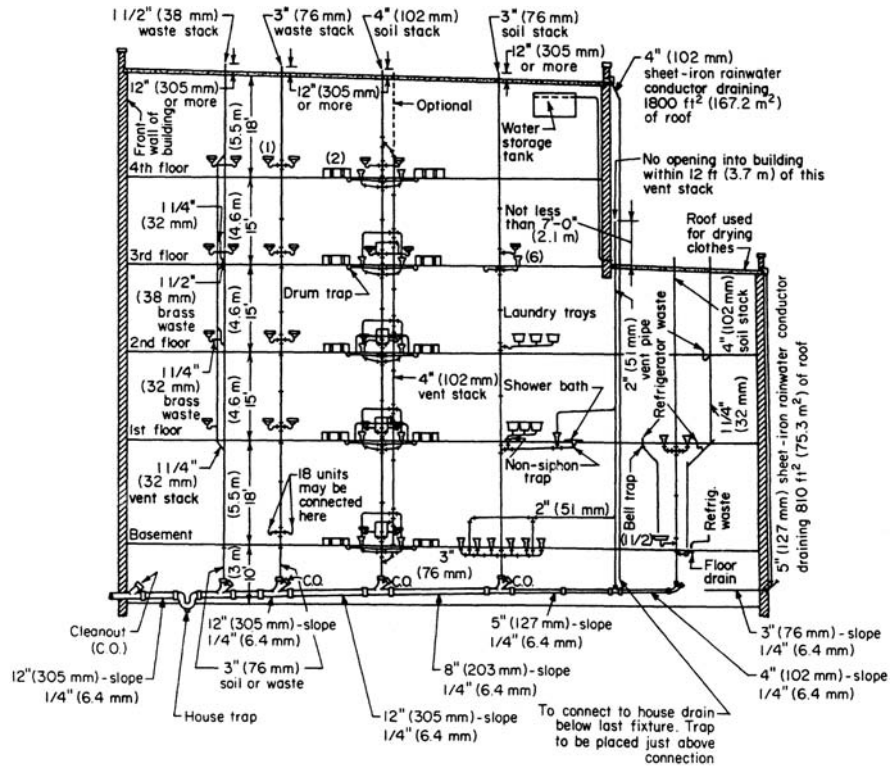 1 1/2" (38 mm)
waste stack
3" (76 mm)
waste stack
4" (102 mm)
soil stack
3" (76 mm)
soil stack
12" (305 mm)
or more
12" (305 mm)
or more
12" (305 mm)
or more
4" (102 mm)
sheet-iron rainwater
conductor draining
1800 ft² (167.2 m²)
of roof
Front
wall of
building
(5.5 m)
18'
Optional
Water
storage
tank
(1)
(2)
4th floor
No opening into building
within 12 ft (3.7 m) of this
vent stack
1 1/4"
(32 mm)
(4.6 m)
15'
Not less
than 7'-0"
(2.1 m)
Roof used
for drying
clothes
3rd floor
(6)
1 1/2"
(38 mm)
brass
waste
Drum trap
(4.6 m)
15'
Laundry trays
2" (51 mm)
vent pipe
Refrigerator waste
4" (102 mm)
soil stack
2nd floor
1 1/4"
(32 mm)
brass
waste
(4.6 m)
15'
4" (102 mm)
vent stack
Shower bath
1 1/4"
(32 mm)
5" (127 mm) sheet-iron rainwater conductor
draining 810 ft² (75.3 m²) of roof
1st floor
1 1/4"
(32 mm)
vent stack
(5.5 m)
18'
18 units
may be
connected
here
Non-siphon
trap
2" (51 mm)
Bell trap
(1 1/2)
Refrig.
waste
Basement
(3 m)
10'
3"
(76 mm)
Floor
drain
C.O.
C.O.
C.O.
Cleanout
(C.O.)
12" (305 mm)-slope
1/4" (6.4 mm)
5" (127 mm)-slope
1/4" (6.4 mm)
3" (76 mm)-slope
1/4" (6.4 mm)
12" (305 mm)-slope
1/4" (6.4 mm)
3" (76 mm)
soil or waste
8" (203 mm)-slope
1/4" (6.4 mm)
4" (102 mm)-slope
1/4" (6.4 mm)
House trap
12" (305 mm)-slope
1/4" (6.4 mm)
To connect to house drain
below last fixture. Trap
to be placed just above
connection